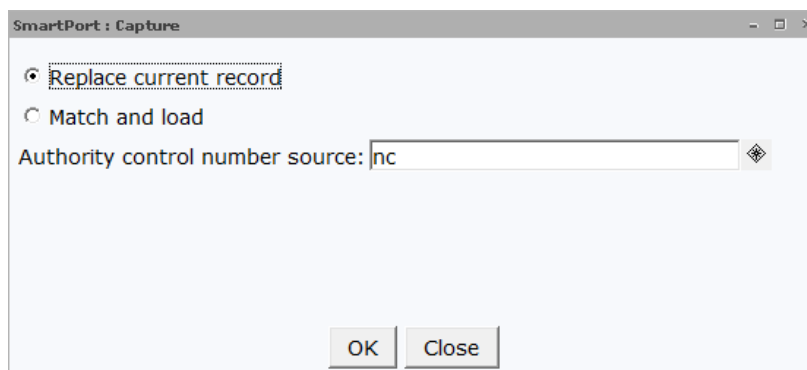 SmartPort : Capture
Replace current record
Match and load
Authority control number source: nc
OK Close